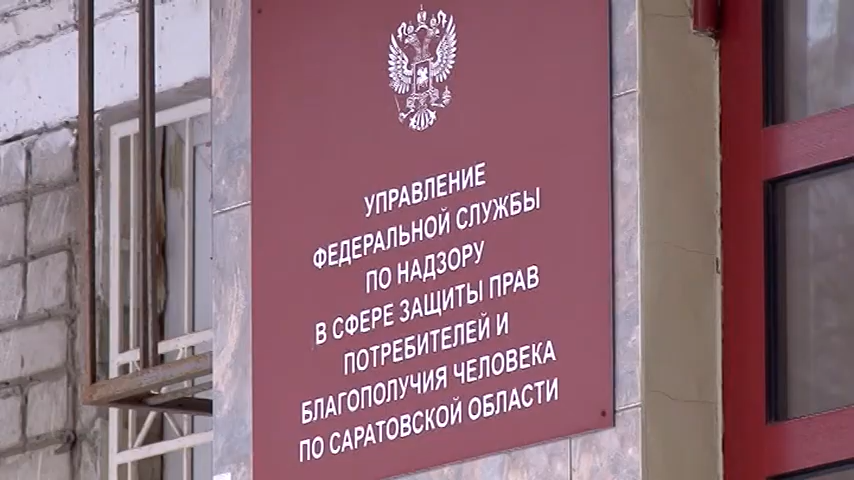 УПРАВЛЕНИЕ
ФЕДЕРАЛЬНОЙ СЛУЖБЫ
ПО НАДЗОРУ
В СФЕРЕ ЗАЩИТЫ ПРАВ
ПОТРЕБИТЕЛЕЙ И
БЛАГОПОЛУЧИЯ ЧЕЛОВЕКА
ПО САРАТОВСКОЙ ОБЛАСТИ